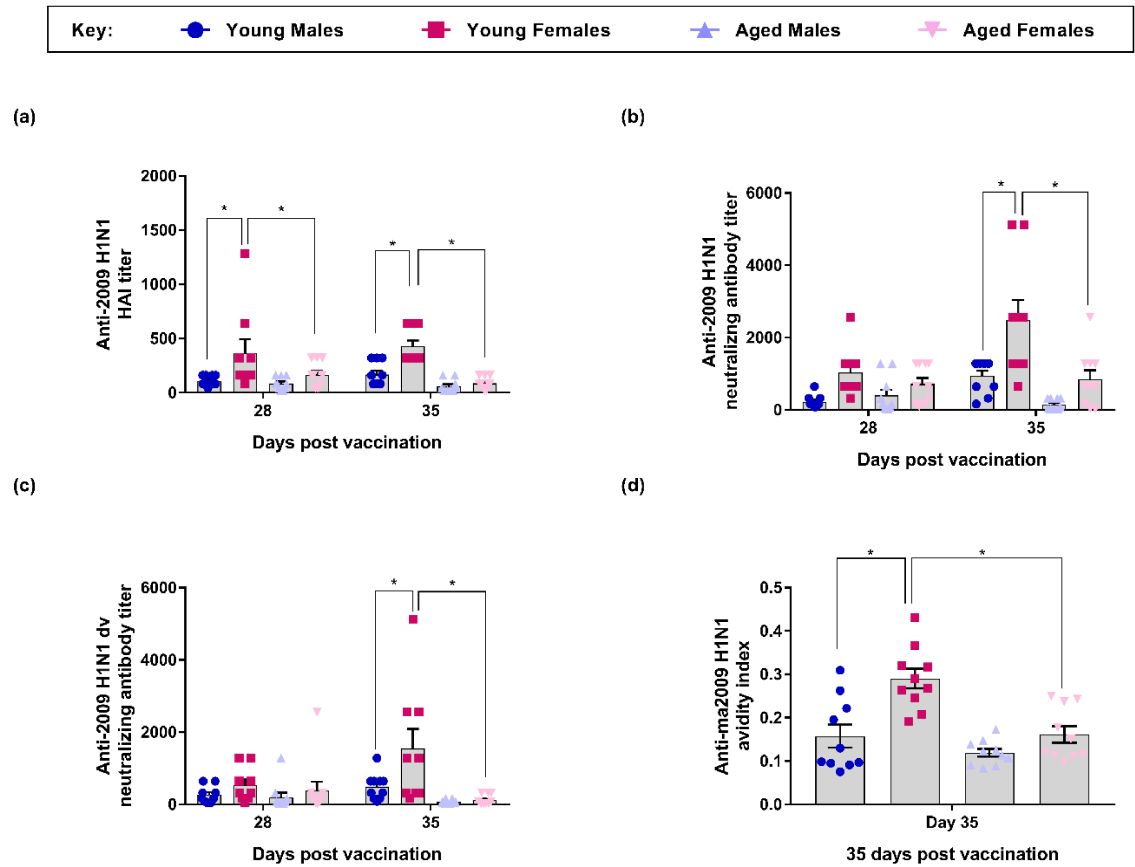 Key: Young Males Young Females Aged Males Aged Females
(a)
Anti-2009 H1N1
HAI titer
2000
1500
1000
500
0
* * * *
28 35
Days post vaccination
(b)
Anti-2009 H1N1
neutralizng antibody titer
6000
4000
2000
0
* *
28 35
Days post vaccination
(c)
Anti-2009 H1N1 dv
neutralizing antibody titer
6000
4000
2000
0
* *
28 35
Days post vaccination
(d)
Anti-ma2009 H1N1
avidity index
0.5
0.4
0.3
0.2
0.1
0.0
* *
Day 35
35 days post vaccination